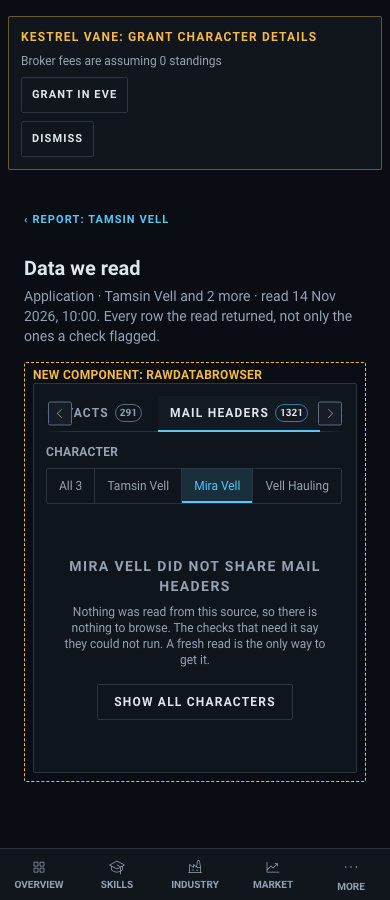 KESTREL VANE: GRANT CHARACTER DETAILS
Broker fees are assuming 0 standings
GRANT IN EVE
DISMISS
‹ REPORT: TAMSIN VELL
Data we read
Application · Tamsin Vell and 2 more · read 14 Nov
2026, 10:00. Every row the read returned, not only the
ones a check flagged.
NEW COMPONENT: RAWDATABROWSER
ACTS 291 MAIL HEADERS 1321
CHARACTER
All 3 Tamsin Vell Mira Vell Vell Hauling
MIRA VELL DID NOT SHARE MAIL
HEADERS
Nothing was read from this source, so there is
nothing to browse. The checks that need it say
they could not run. A fresh read is the only way to
get it.
SHOW ALL CHARACTERS
OVERVIEW SKILLS INDUSTRY MARKET MORE